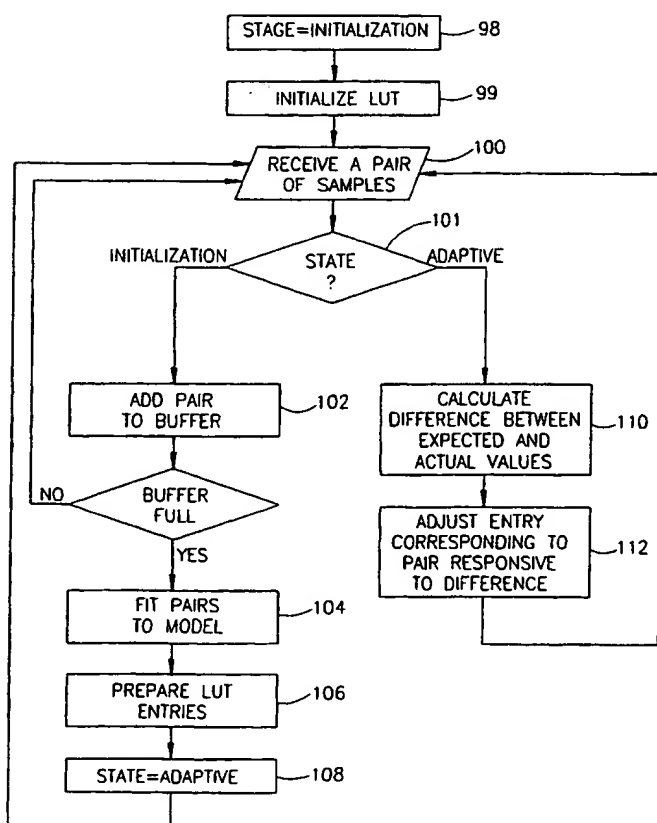 STAGE=INITIALIZATION
98
INITIALIZE LUT
99
100
RECEIVE A PAIR
OF SAMPLES
101
INITIALIZATION
STATE
?
ADAPTIVE
ADD PAIR
TO BUFFER
102
CALCULATE
DIFFERENCE BETWEEN
EXPECTED AND
ACTUAL VALUES
110
NO
BUFFER
FULL
YES
ADJUST ENTRY
CORRESPONDING TO
PAIR RESPONSIVE
TO DIFFERENCE
112
FIT PAIRS
TO MODEL
104
PREPARE LUT
ENTRIES
106
STATE=ADAPTIVE
108